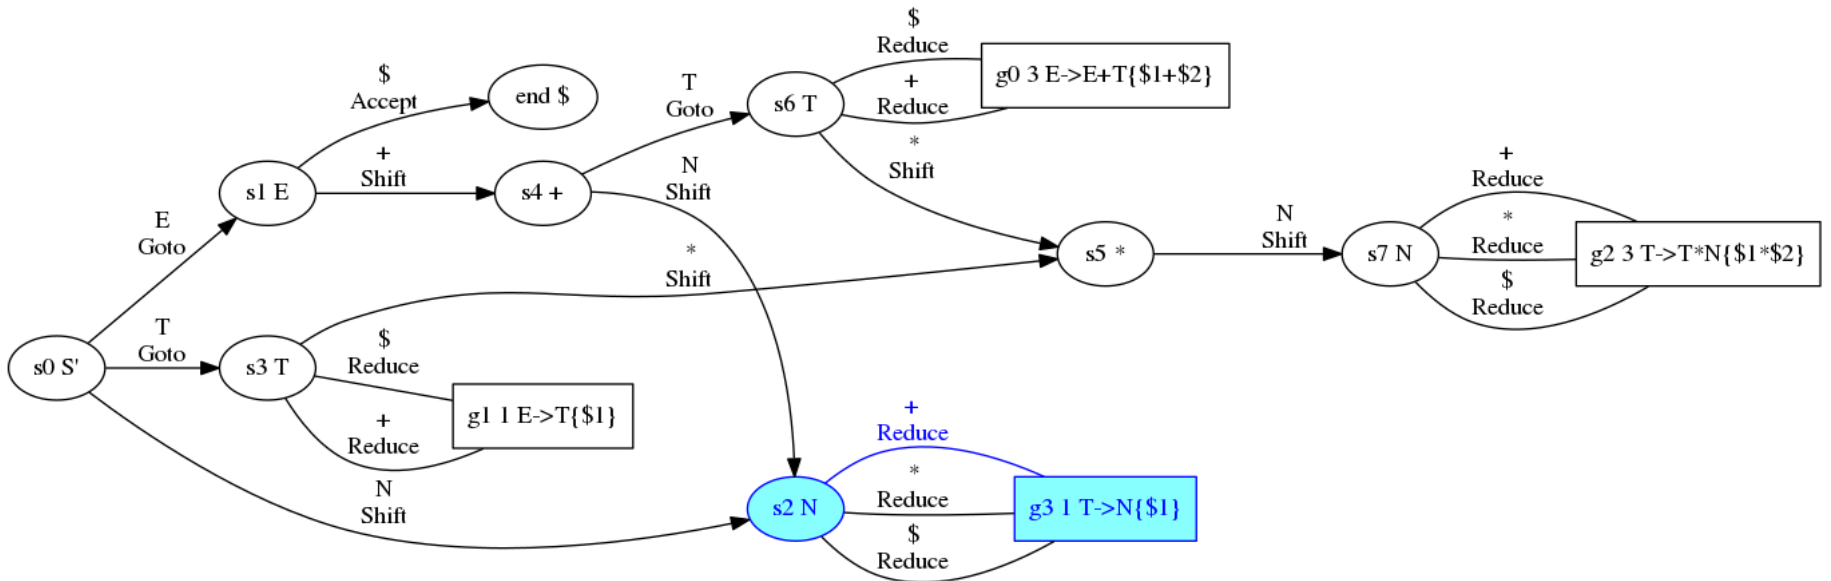 $
Reduce
g0 3 E->E+T{$1+$2}
+
Reduce
s6 T
T
Goto
$
Accept
end $
*
Shift
+
Shift
s1 E
s4 +
N
Shift
+
Reduce
*
Reduce
$
Reduce
s7 N
g2 3 T->T*N{$1*$2}
N
Shift
s5 *
E
Goto
*
Shift
T
Goto
s0 S'
s3 T
$
Reduce
g1 1 E->T{$1}
+
Reduce
N
Shift
+
Reduce
*
Reduce
$
Reduce
s2 N
g3 1 T->N{$1}